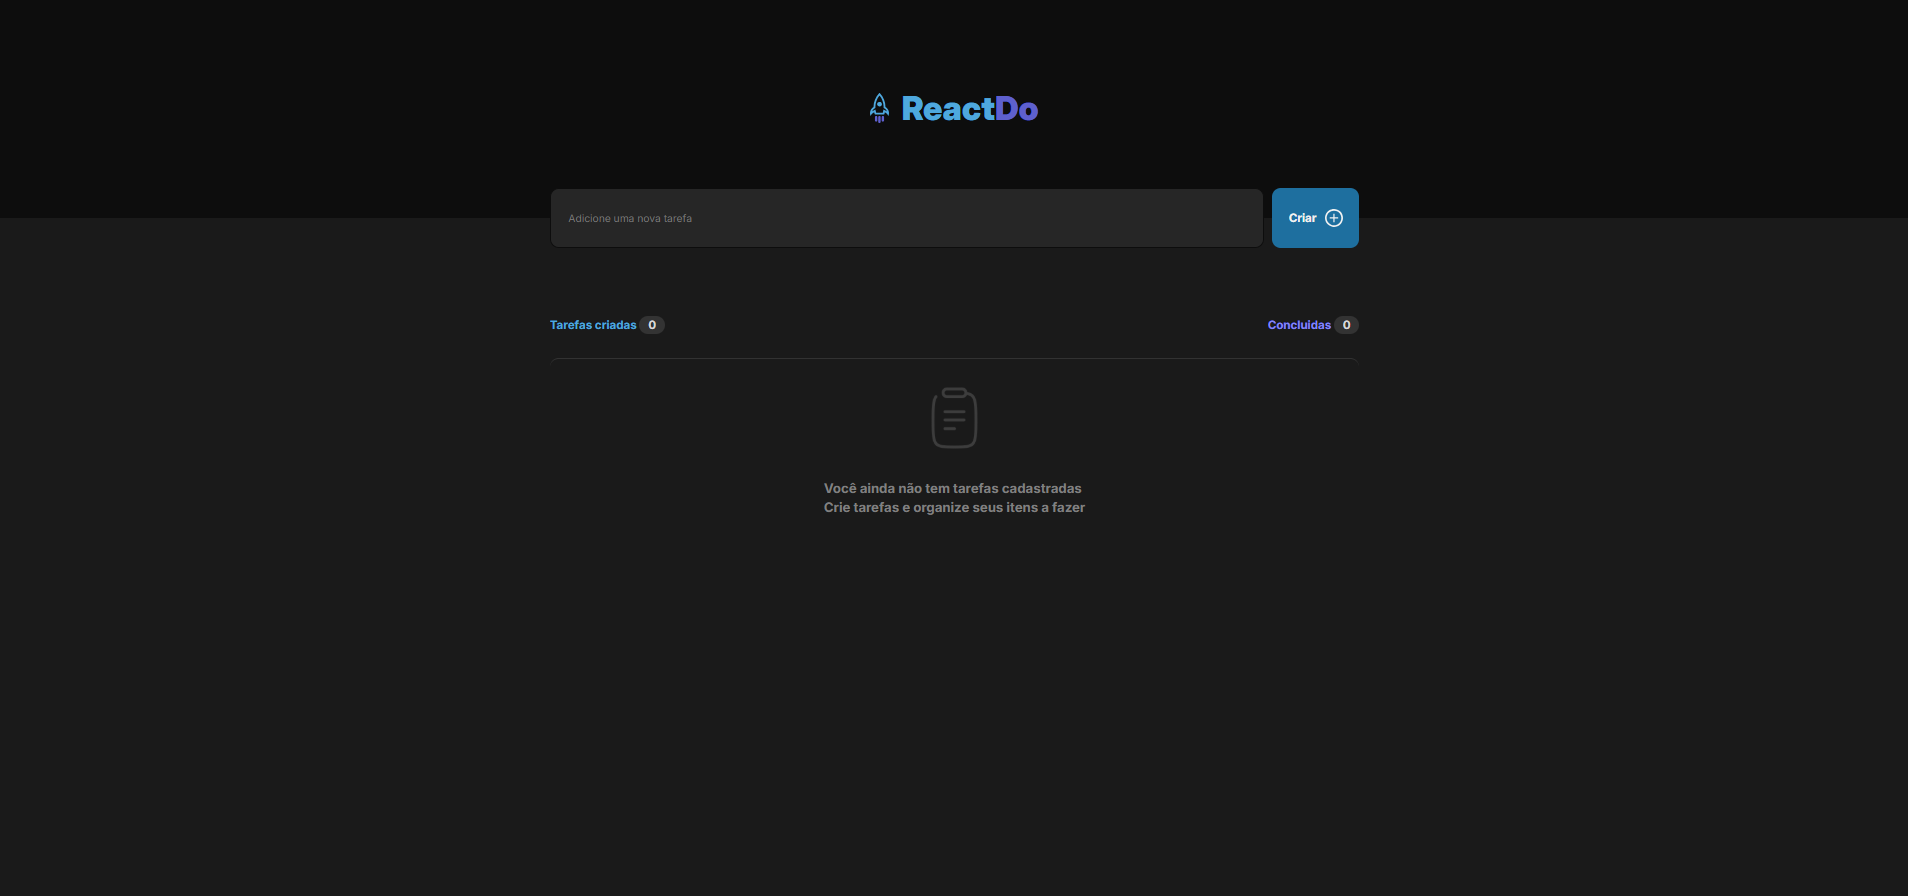 ReactDo
Adicione uma nova tarefa
Criar
Tarefas criadas 0
Concluidas 0
Você ainda não tem tarefas cadastradas
Crie tarefas e organize seus itens a fazer